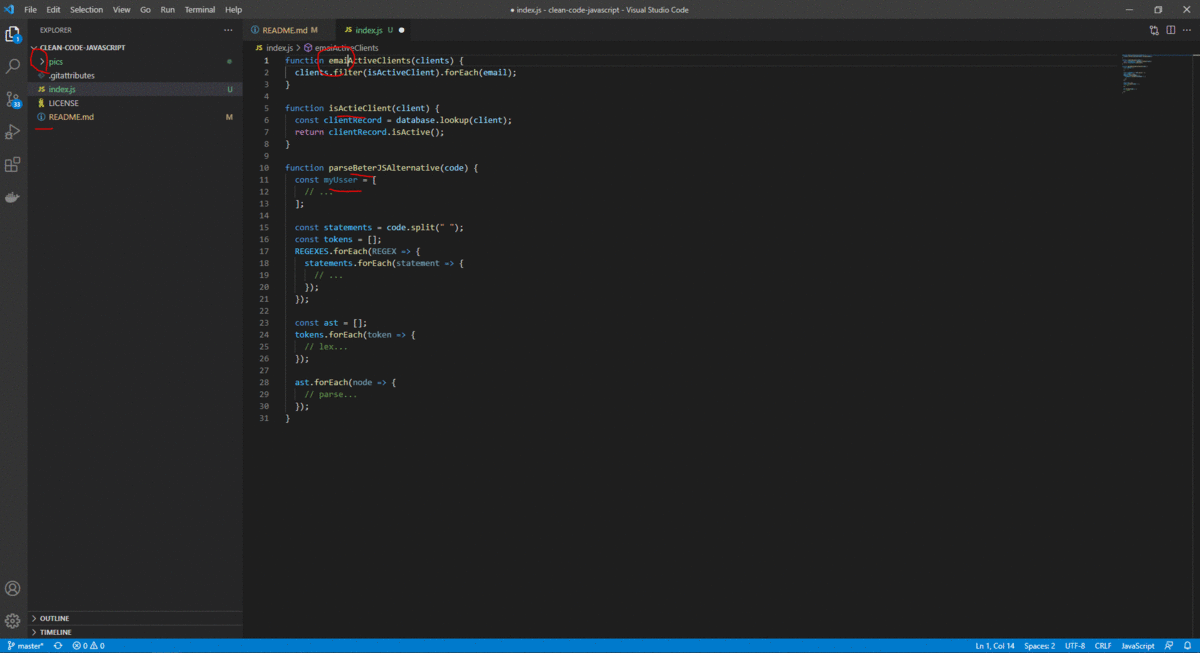 File Edit Selection View Go Run Terminal Help
● index.js - clean-code-javascript - Visual Studio Code
EXPLORER ...
CLEAN-CODE-JAVASCRIPT
pics
.gitattributes
JS index.js U
LICENSE
README.md M
OUTLINE
TIMELINE
1
33
README.md M
JS index.js U ●
JS index.js > emaiActiveClients
1 function emaiActiveClients(clients) {
2 clients.filter(isActiveClient).forEach(email);
3 }
4
5 function isActieClient(client) {
6 const clientRecord = database.lookup(client);
7 return clientRecord.isActive();
8 }
9
10 function parseBeterJSAlternative(code) {
11 const myUsser = [
12 // ...
13 ];
14
15 const statements = code.split(" ");
16 const tokens = [];
17 REGEXES.forEach(REGEX => {
18 statements.forEach(statement => {
19 // ...
20 });
21 });
22
23 const ast = [];
24 tokens.forEach(token => {
25 // lex...
26 });
27
28 ast.forEach(node => {
29 // parse...
30 });
31 }
master* 0 0 Ln 1, Col 14 Spaces: 2 UTF-8 CRLF JavaScript